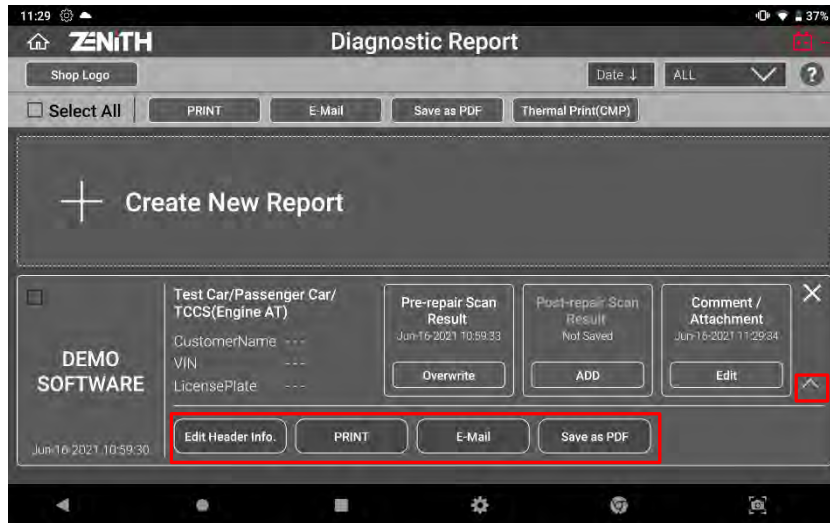 11:29 37%
ZENITH Diagnostic Report
Shop Logo Date ↓ ALL ?
Select All PRINT E-Mail Save as PDF Thermal Print(CMP)
Create New Report
DEMO
SOFTWARE
Jun-16-2021 10:59:30
Test Car/Passenger Car/
TCCS(Engine AT)
CustomerName ---
VIN ---
LicensePlate ---
Pre-repair Scan
Result
Jun-16-2021 10:59:33
Overwrite
Post-repair Scan
Result
Not Saved
ADD
Comment /
Attachment
Jun-16-2021 11:29:34
Edit
Edit Header Info. PRINT E-Mail Save as PDF